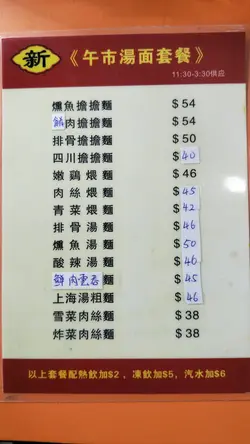 新
《午市湯面套餐》
11:30-3:30供应
燻魚擔擔麵 $54
餚肉擔擔麵 $54
排骨擔擔麵 $50
四川擔擔麵 $40
嫩鷄煨麵 $46
肉絲煨麵 $45
青菜煨麵 $42
排骨湯麵 $46
燻魚湯麵 $50
酸辣湯麵 $46
鮮肉雲吞麵 $45
上海湯粗麵 $46
雪菜肉絲麵 $38
炸菜肉絲麵 $38
以上套餐配熱飲加$2，凍飲加$5，汽水加$6